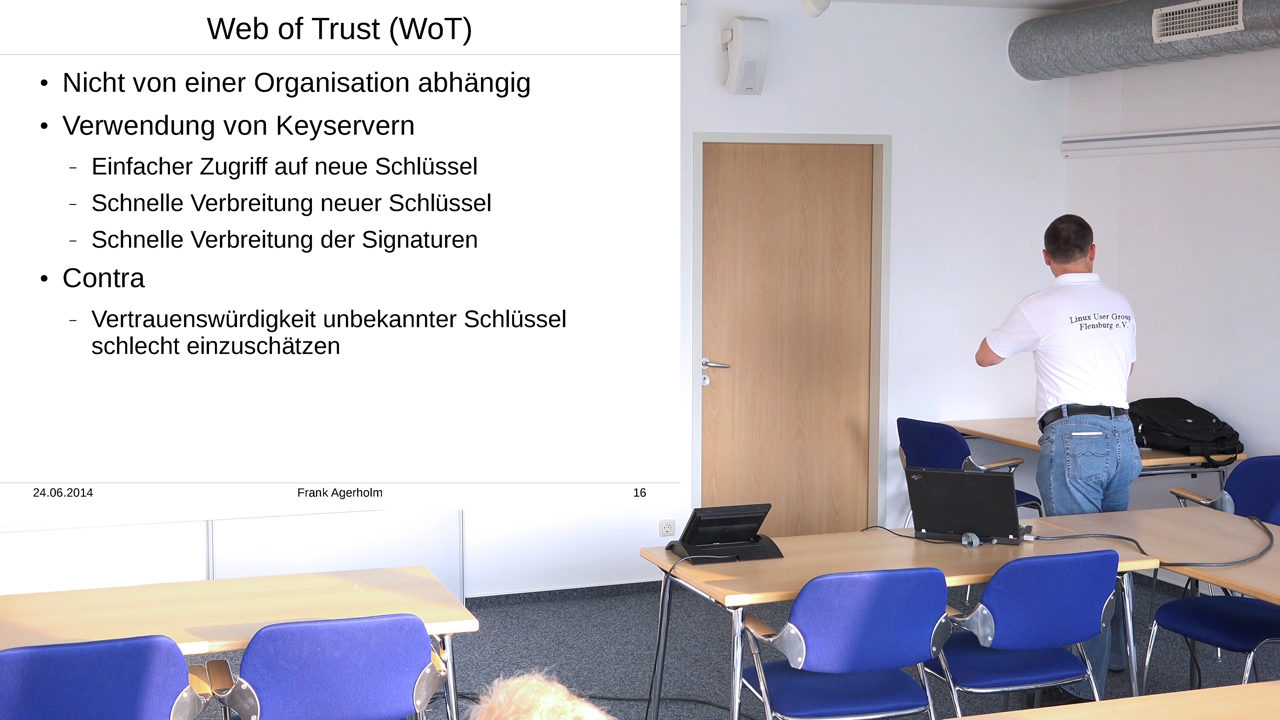 Web of Trust (WoT)
• Nicht von einer Organisation abhängig
• Verwendung von Keyservern
– Einfacher Zugriff auf neue Schlüssel
– Schnelle Verbreitung neuer Schlüssel
– Schnelle Verbreitung der Signaturen
• Contra
– Vertrauenswürdigkeit unbekannter Schlüssel
schlecht einzuschätzen
24.06.2014 Frank Agerholm 16
Linux User Group
Flensburg e.V.